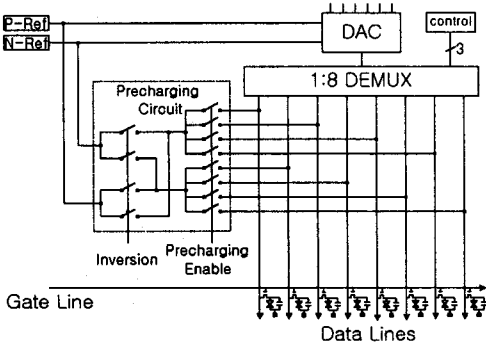 P-Ref
N-Ref
DAC
control
3
1:8 DEMUX
Precharging
Circuit
Inversion
Precharging
Enable
Gate Line
Data Lines